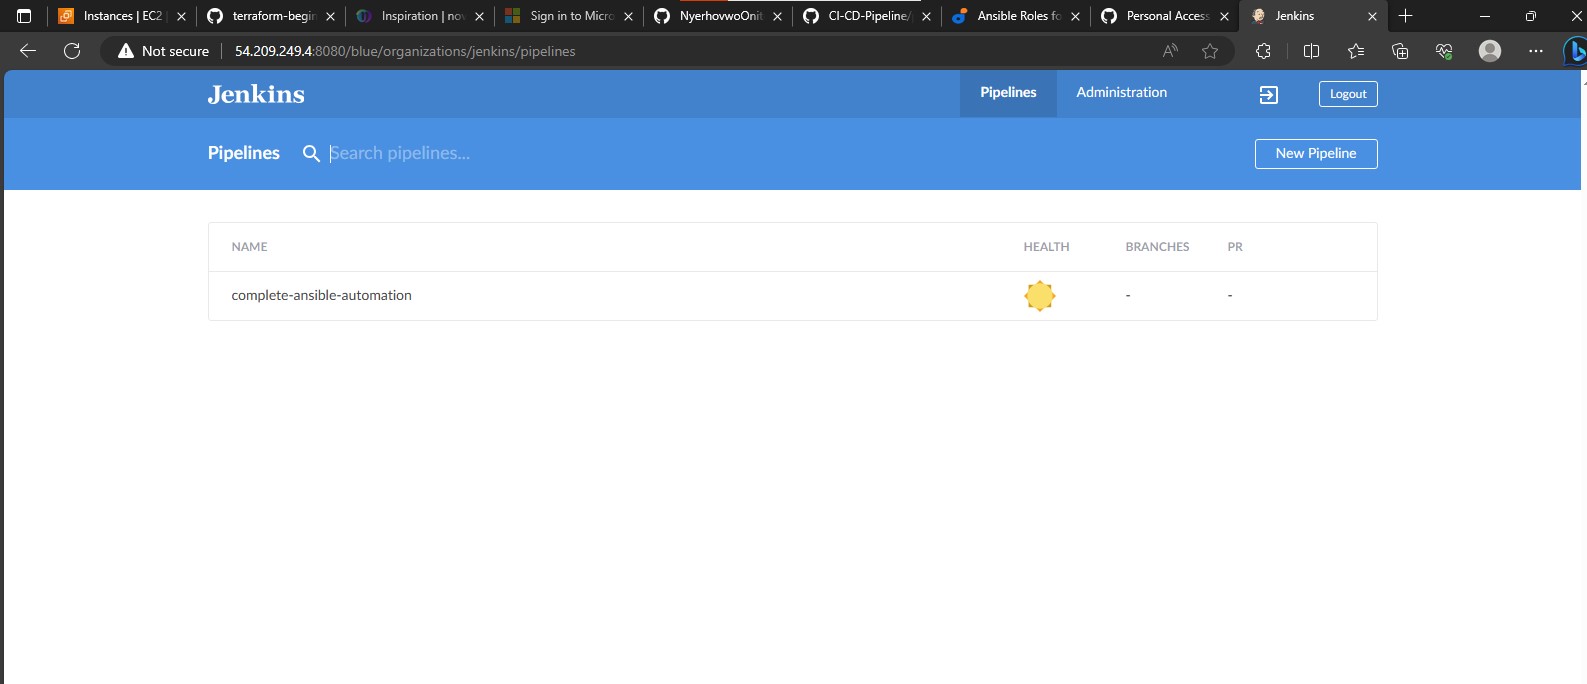 Instances | EC2
terraform-begin
Inspiration | nov
Sign in to Micro
NyerhovwoOnit
CI-CD-Pipeline/
Ansible Roles fo
Personal Access
Jenkins
Not secure
54.209.249.4:8080/blue/organizations/jenkins/pipelines
Jenkins
Pipelines
Administration
Logout
Pipelines
Search pipelines...
New Pipeline
NAME
HEALTH
BRANCHES
PR
complete-ansible-automation
-
-